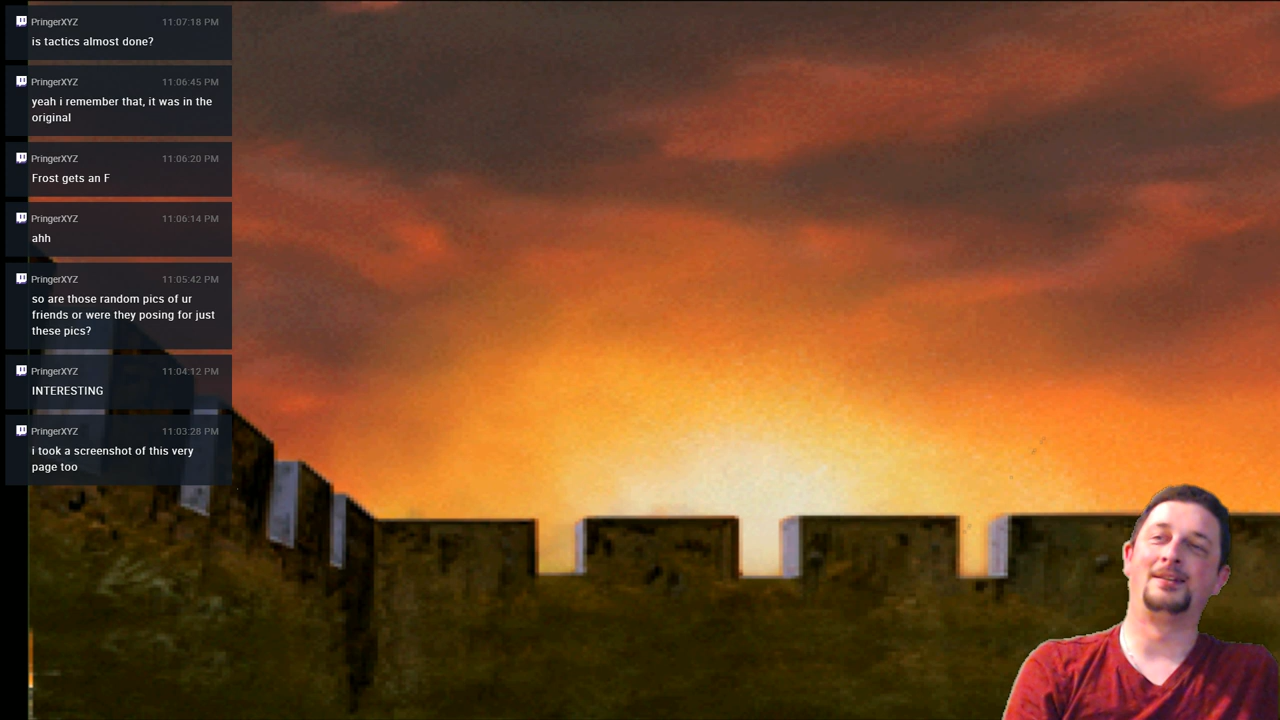 PringerXYZ 11:07:18 PM
is tactics almost done?
PringerXYZ 11:06:45 PM
yeah i remember that, it was in the
original
PringerXYZ 11:06:20 PM
Frost gets an F
PringerXYZ 11:06:14 PM
ahh
PringerXYZ 11:05:42 PM
so are those random pics of ur
friends or were they posing for just
these pics?
PringerXYZ 11:04:12 PM
INTERESTING
PringerXYZ 11:03:28 PM
i took a screenshot of this very
page too